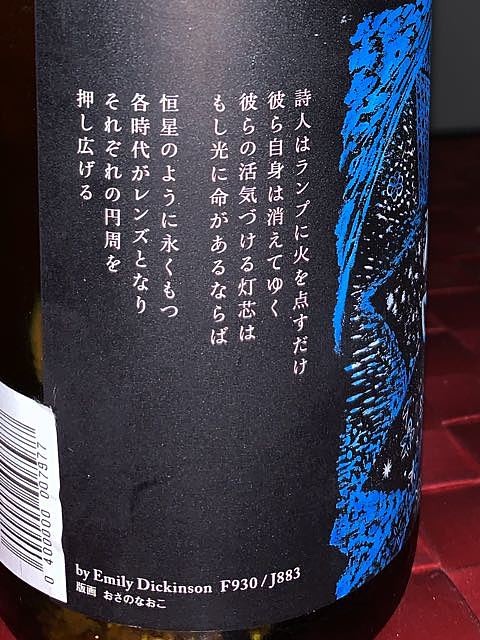 詩人はランプに火を点すだけ
彼ら自身は消えてゆく
彼らの活気づける灯芯は
もし光に命があるならば
恒星のように永くもつ
各時代がレンズとなり
それぞれの円周を
押し広げる
by Emily Dickinson F930 / J883
版画 おさのなおこ
0 400000 007977